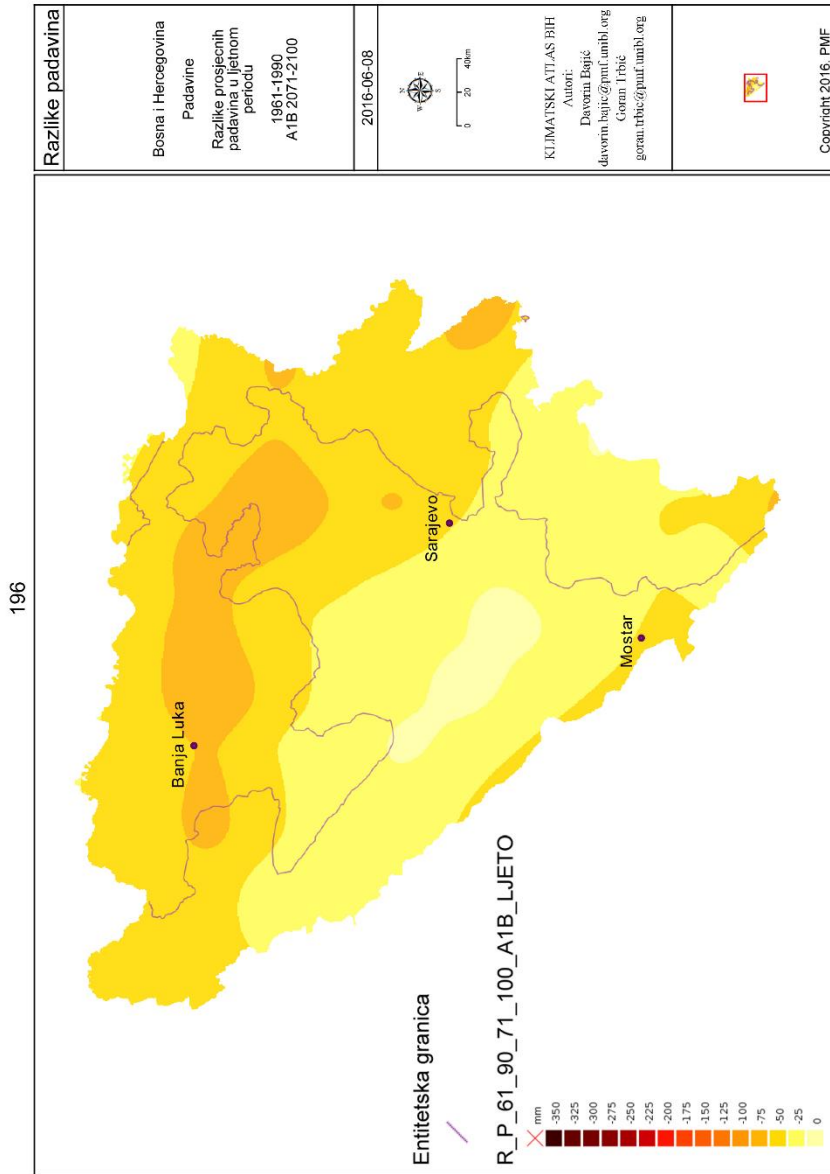 196
Razlike padavina
Bosna i Hercegovina
Padavine
Razlike prosjecnih
padavina u ljetnom
periodu
1961-1990
A1B 2071-2100
2016-06-08
N
W
E
S
0 20 40km
KLIMATSKI ATLAS BIH
Autori:
Davorin Bajić
davorin.bajic@pmf.unibl.org
Goran Trbić
goran.trbic@pmf.unibl.org
Copyright 2016. PMF
Banja Luka
Sarajevo
Mostar
Entitetska granica
R_P_61_90_71_100_A1B_LJETO
mm
-350
-325
-300
-275
-250
-225
-200
-175
-150
-125
-100
-75
-50
-25
0